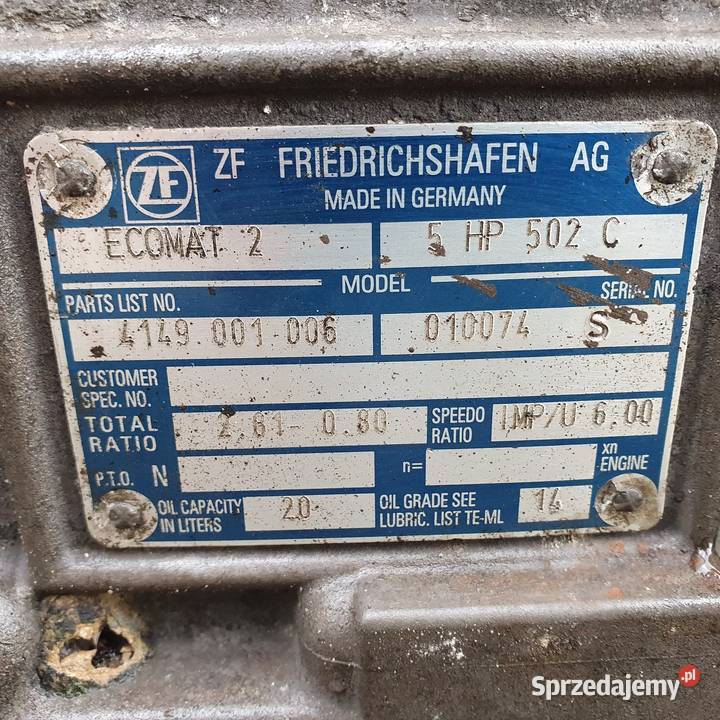 ZF ZF FRIEDRICHSHAFEN AG
MADE IN GERMANY
ECOMAT 2 5 HP 502 C
MODEL
PARTS LIST NO. SERIAL NO.
4149 001 006 010074 S
CUSTOMER
SPEC. NO.
TOTAL
RATIO 2.81- 0.80 SPEEDO
RATIO IMP/U 6.00
P.T.O. N n= xn
ENGINE
OIL CAPACITY
IN LITERS 20 OIL GRADE SEE
LUBRIC. LIST TE-ML 14
Sprzedajemy.pl